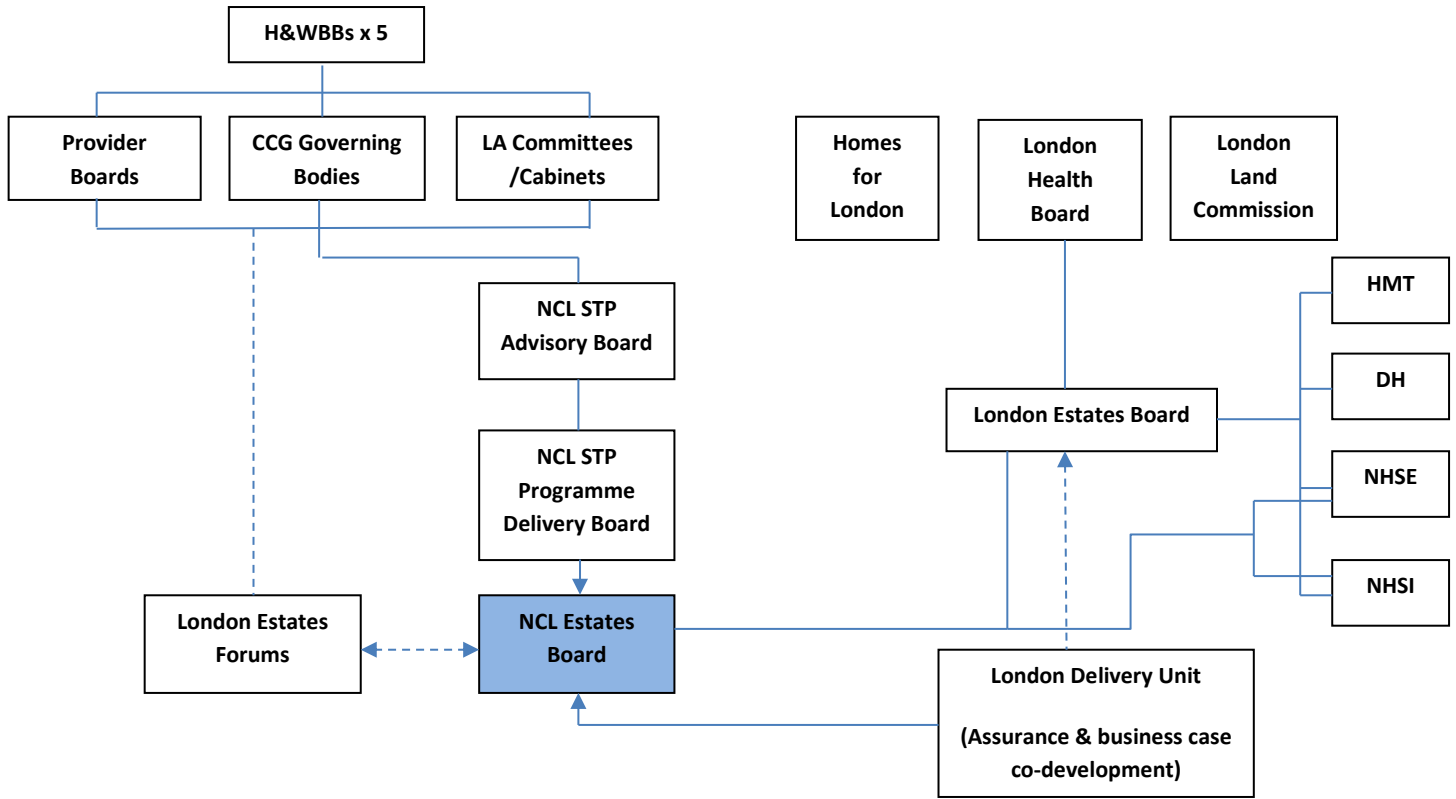 H&WBBs x 5
Provider
Boards
CCG Governing
Bodies
LA Committees
/Cabinets
Homes
for
London
London
Health
Board
London
Land
Commission
HMT
NCL STP
Advisory Board
DH
London Estates Board
NCL STP
Programme
Delivery Board
NHSE
NHSI
London Estates
Forums
NCL Estates
Board
London Delivery Unit
(Assurance & business case
co-development)